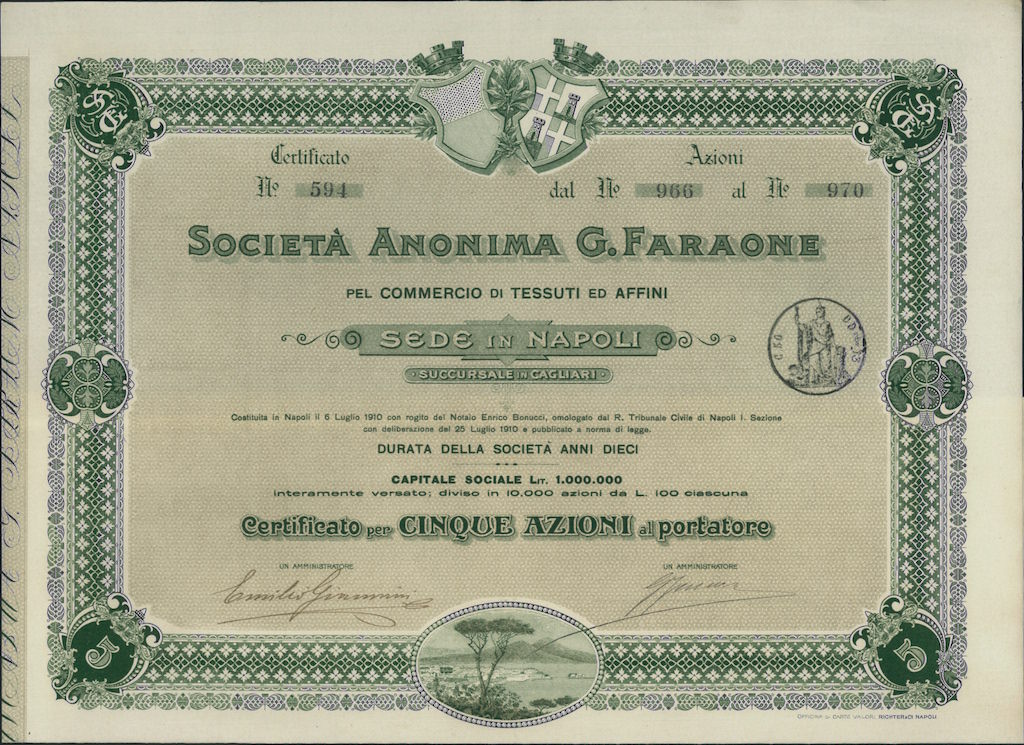 Certificato
Nº 594
Azioni
dal Nº 966 al Nº 970
SOCIETÀ ANONIMA G. FARAONE
PEL COMMERCIO DI TESSUTI ED AFFINI
SEDE IN NAPOLI
SUCCURSALE IN CAGLIARI
Costituita in Napoli il 6 Luglio 1910 con rogito del Notaio Enrico Bonucci, omologato dal R. Tribunale Civile di Napoli I. Sezione
con deliberazione del 25 Luglio 1910 e pubblicato a norma di legge.
DURATA DELLA SOCIETÀ ANNI DIECI
CAPITALE SOCIALE LIT. 1.000.000
interamente versato; diviso in 10.000 azioni da L. 100 ciascuna
Certificato per CINQUE AZIONI al portatore
UN AMMINISTRATORE
UN AMMINISTRATORE
Emilio Giannini
5
5
OFFICINA DI CARTE VALORI, RICHTER & CI NAPOLI